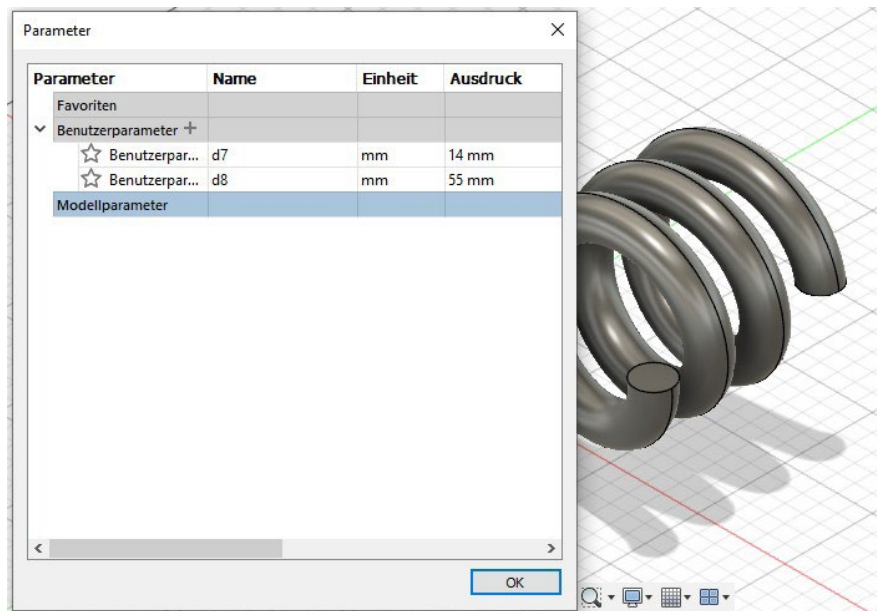 Parameter
Parameter Name Einheit Ausdruck
Favoriten
Benutzerparameter
Benutzerpar... d7 mm 14 mm
Benutzerpar... d8 mm 55 mm
Modellparameter
OK